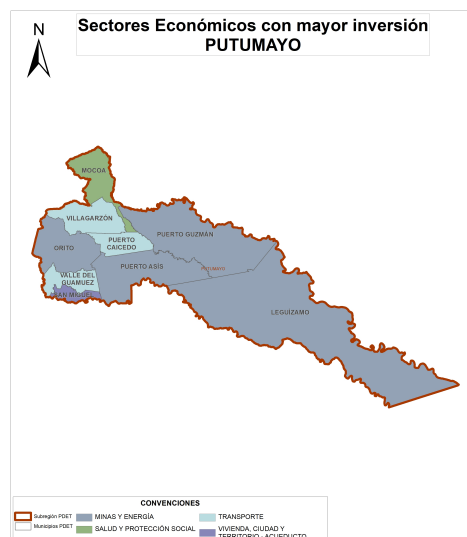 Sectores Económicos con mayor inversión
PUTUMAYO
N
MOCOA
VILLAGARZÓN
PUERTO GUZMÁN
PUERTO
CAICEDO
ORITO
PUERTO ASÍS
PUTUMAYO
VALLE DEL
GUAMUEZ
SAN MIGUEL
LEGUÍZAMO
CONVENCIONES
Subregión PDET
MINAS Y ENERGÍA
TRANSPORTE
Municipios PDET
SALUD Y PROTECCIÓN SOCIAL
VIVIENDA, CIUDAD Y
TERRITORIO - ACUEDUCTO